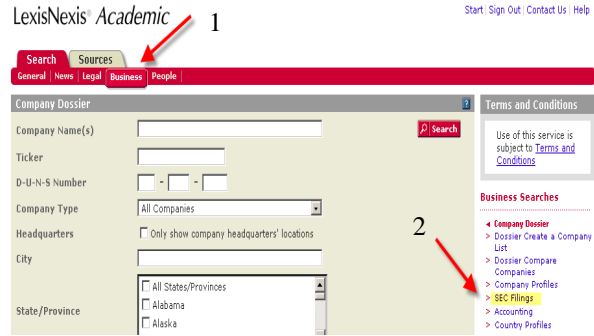 LexisNexis® Academic
1
Start | Sign Out | Contact Us | Help
Search Sources
General | News | Legal | Business | People |
Company Dossier ?
Company Name(s) Search
Ticker
D-U-N-S Number - -
Company Type All Companies
Headquarters Only show company headquarters' locations
City
State/Province
All States/Provinces
Alabama
Alaska
Terms and Conditions
Use of this service is
subject to Terms and
Conditions
Business Searches
2
Company Dossier
> Dossier Create a Company
List
> Dossier Compare
Companies
> Company Profiles
> SEC Filings
> Accounting
> Country Profiles